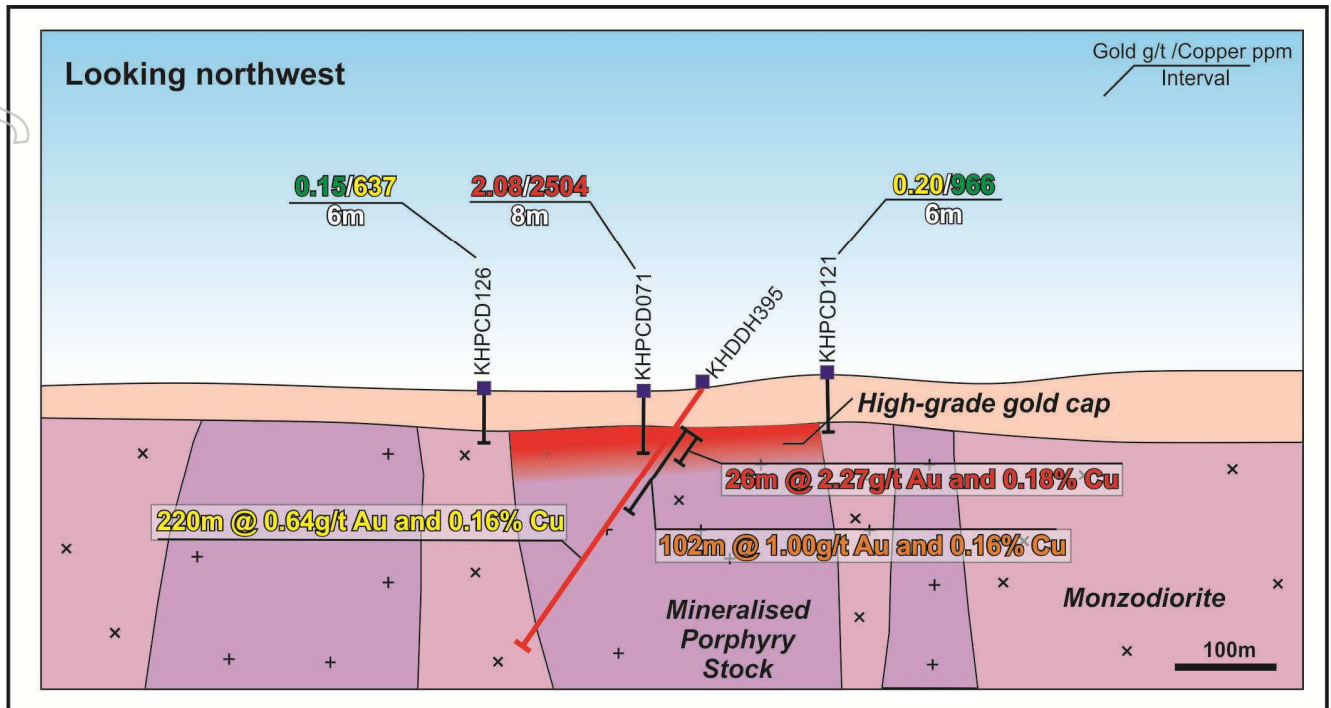 Looking northwest
Gold g/t /Copper ppm
Interval
0.15/637
6m
2.08/2504
8m
0.20/966
6m
KHPCD126
KHPCD071
KHDDH395
KHPCD121
High-grade gold cap
26m @ 2.27g/t Au and 0.18% Cu
220m @ 0.64g/t Au and 0.16% Cu
102m @ 1.00g/t Au and 0.16% Cu
Mineralised
Porphyry
Stock
Monzodiorite
100m